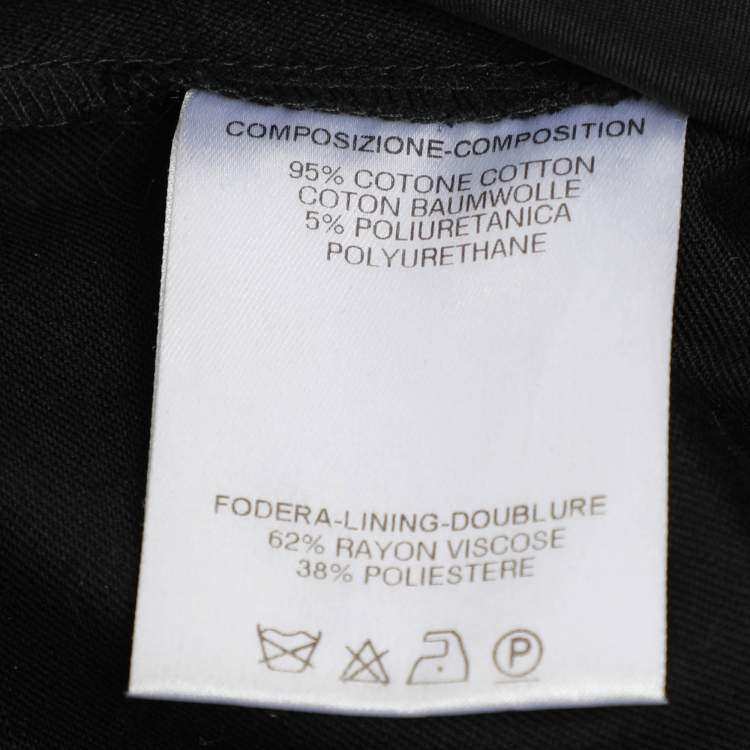 COMPOSIZIONE-COMPOSITION
95% COTONE COTTON
COTON BAUMWOLLE
5% POLIURETANICA
POLYURETHANE
FODERA-LINING-DOUBLURE
62% RAYON VISCOSE
38% POLIESTERE
P